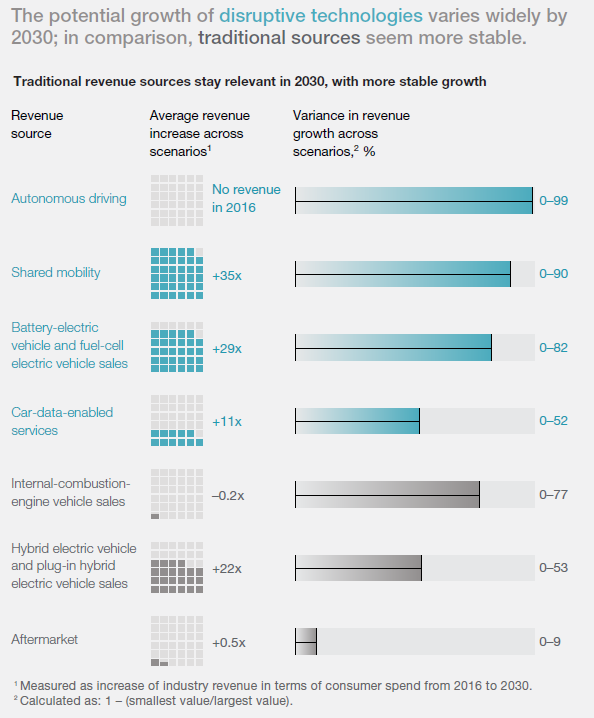 The potential growth of disruptive technologies varies widely by
2030; in comparison, traditional sources seem more stable.
Traditional revenue sources stay relevant in 2030, with more stable growth
Revenue
source
Average revenue
increase across
scenarios¹
Variance in revenue
growth across
scenarios,² %
Autonomous driving
No revenue
in 2016
0–99
Shared mobility
+35x
0–90
Battery-electric
vehicle and fuel-cell
electric vehicle sales
+29x
0–82
Car-data-enabled
services
+11x
0–52
Internal-combustion-
engine vehicle sales
–0.2x
0–77
Hybrid electric vehicle
and plug-in hybrid
electric vehicle sales
+22x
0–53
Aftermarket
+0.5x
0–9
¹ Measured as increase of industry revenue in terms of consumer spend from 2016 to 2030.
² Calculated as: 1 – (smallest value/largest value).